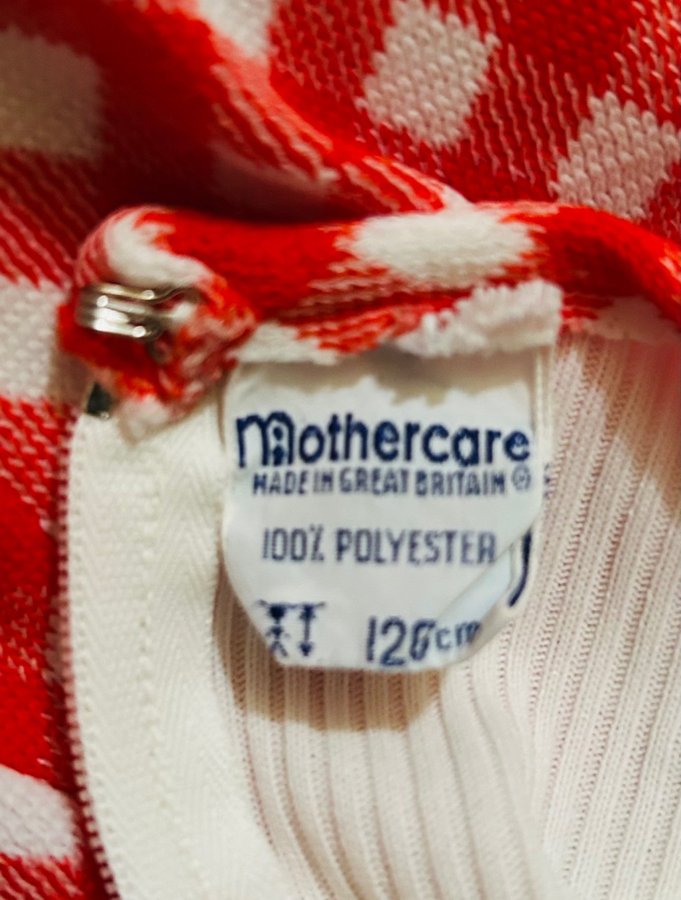 mothercare
MADE IN GREAT BRITAIN
100% POLYESTER
120cm